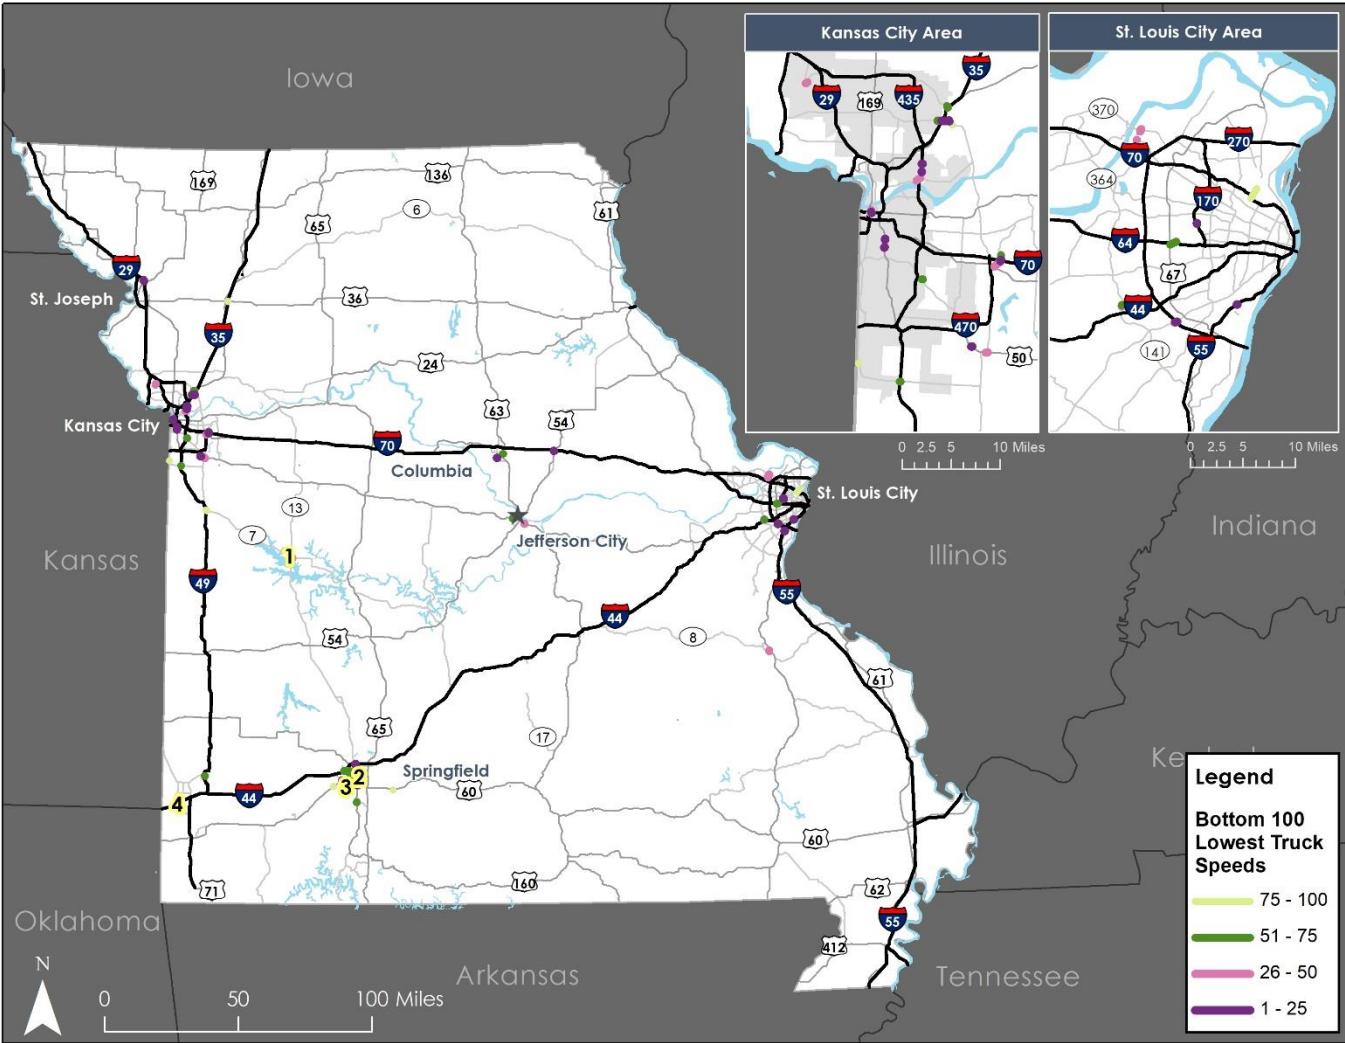 Kansas City Area
St. Louis City Area
35
29
169
435
70
470
50
0 2.5 5 10 Miles
370
70
270
364
170
64
67
44
141
55
0 2.5 5 10 Miles
Iowa
169
136
6
65
61
29
St. Joseph
36
35
24
63
54
Kansas City
70
Columbia
St. Louis City
13
7
1
Jefferson City
Kansas
Illinois
Indiana
49
55
44
54
8
61
65
17
2
Springfield
3
4
44
60
60
71
160
62
55
412
Oklahoma
Arkansas
Tennessee
N
0 50 100 Miles
Legend
Bottom 100
Lowest Truck
Speeds
75 - 100
51 - 75
26 - 50
1 - 25